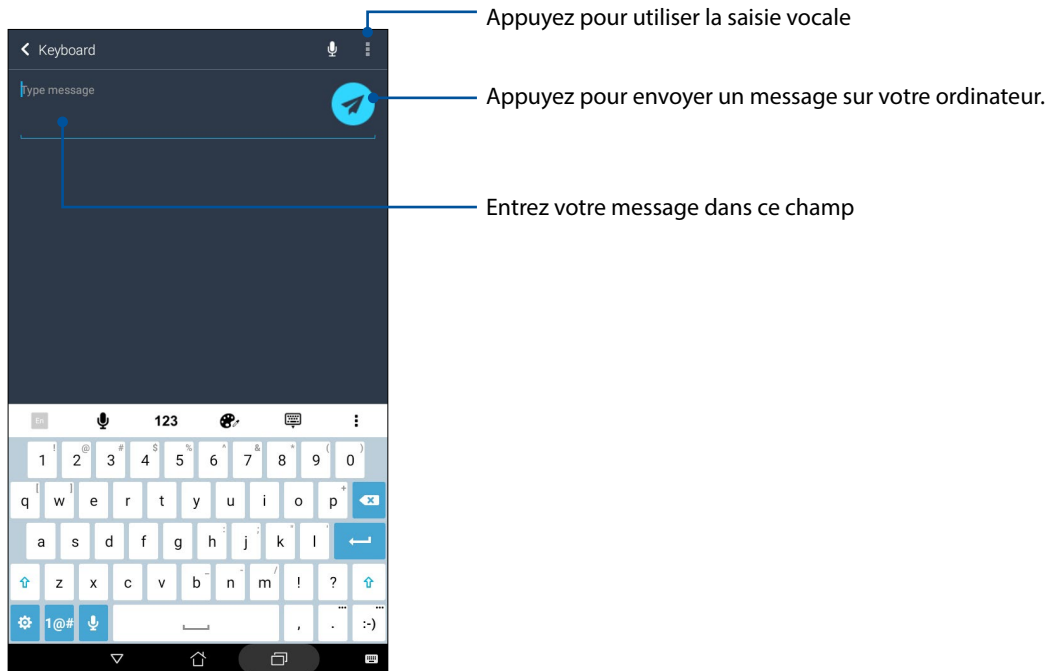 Appuyez pour utiliser la saisie vocale
Keyboard
Type message
Appuyez pour envoyer un message sur votre ordinateur.
Entrez votre message dans ce champ
En 123
! @ # $ % ^ & * ( )
1 2 3 4 5 6 7 8 9 0
[ ] +
q w e r t y u i o p
: ; " '
a s d f g h j k l
_ - /
z x c v b n m ! ?
1@# , . :-)